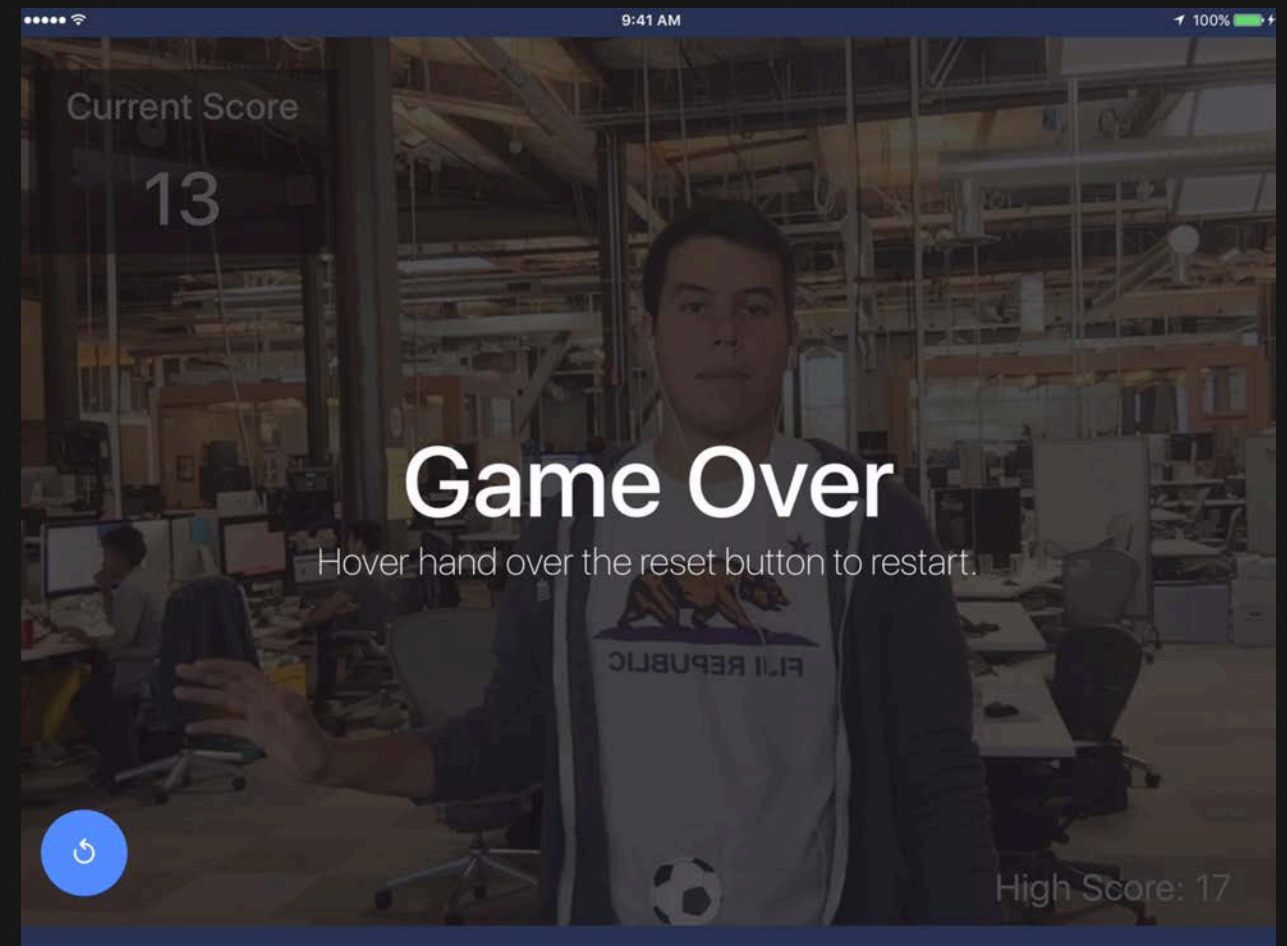 9:41 AM
100%
Current Score
13
Game Over
Hover hand over the reset button to restart.
FIJI REPUBLIC
High Score: 17